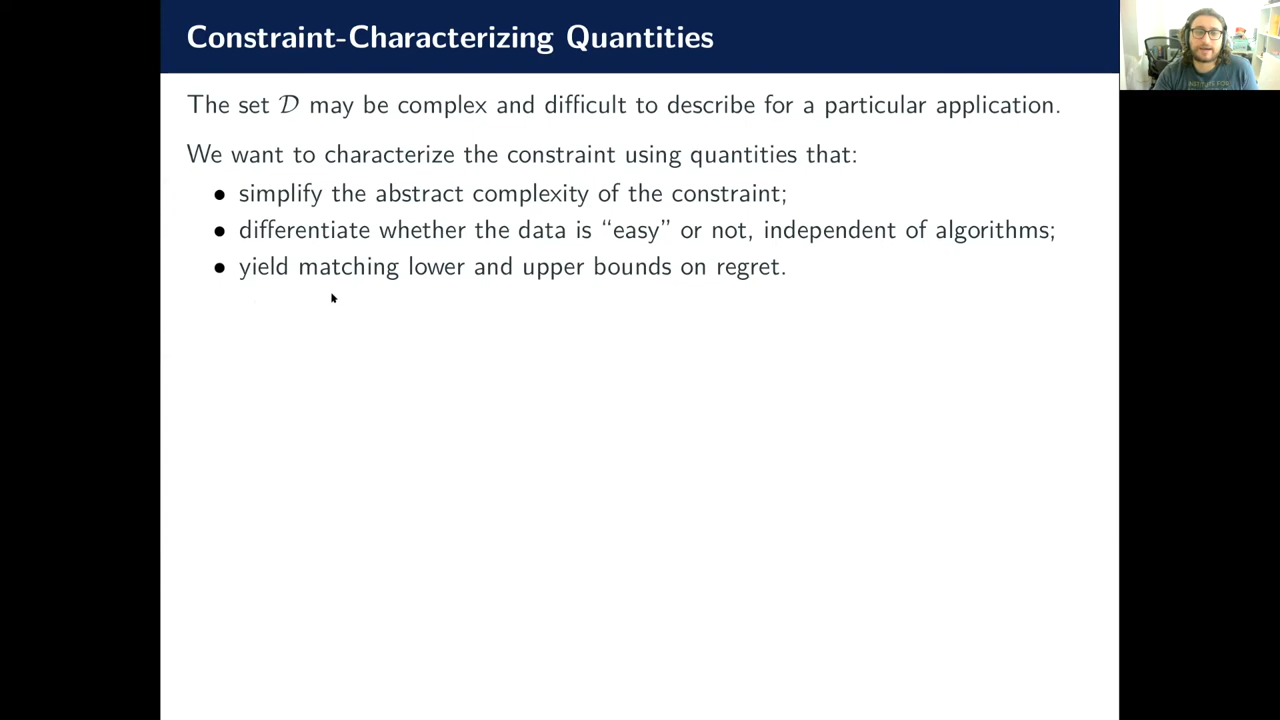 Constraint-Characterizing Quantities
The set 𝒟 may be complex and difficult to describe for a particular application.
We want to characterize the constraint using quantities that:
• simplify the abstract complexity of the constraint;
• differentiate whether the data is “easy” or not, independent of algorithms;
• yield matching lower and upper bounds on regret.
INSTITUTE FOR